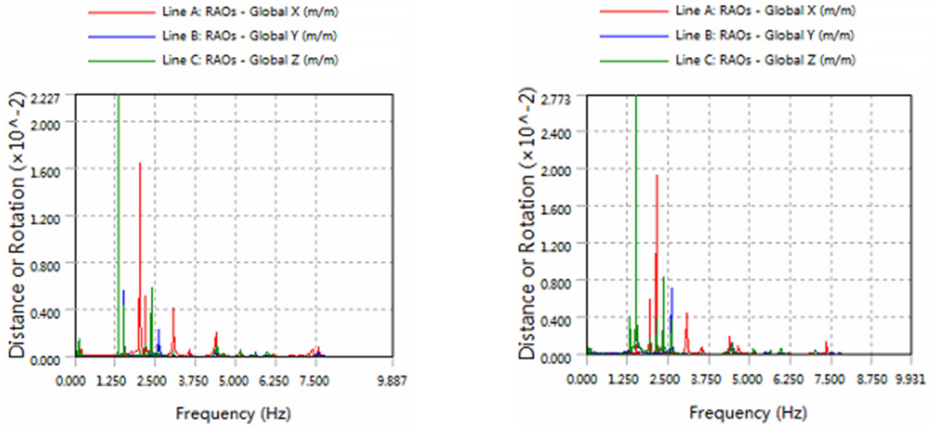 Line A: RAOs - Global X (m/m)
Line B: RAOs - Global Y (m/m)
Line C: RAOs - Global Z (m/m)
Distance or Rotation (×10^-2)
2.227
2.000
1.600
1.200
0.800
0.400
0.000
0.000 1.250 2.500 3.750 5.000 6.250 7.500 9.887
Frequency (Hz)
Line A: RAOs - Global X (m/m)
Line B: RAOs - Global Y (m/m)
Line C: RAOs - Global Z (m/m)
Distance or Rotation (×10^-2)
2.773
2.400
2.000
1.600
1.200
0.800
0.400
0.000
0.000 1.250 2.500 3.750 5.000 6.250 7.500 8.750 9.931
Frequency (Hz)